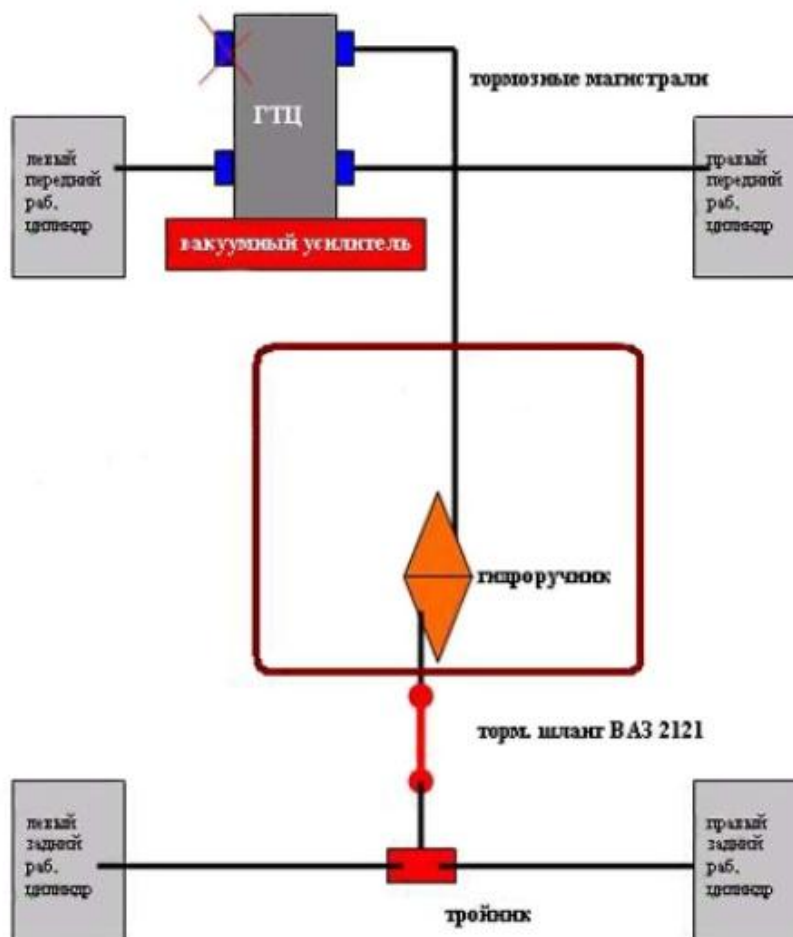 тормозные магистрали
ГТЦ
левый
передний
раб.
цилиндр
правый
передний
раб.
цилиндр
вакуумный усилитель
гидроручник
торм. шланг ВАЗ 2121
левый
задний
раб.
цилиндр
правый
задний
раб.
цилиндр
тройник